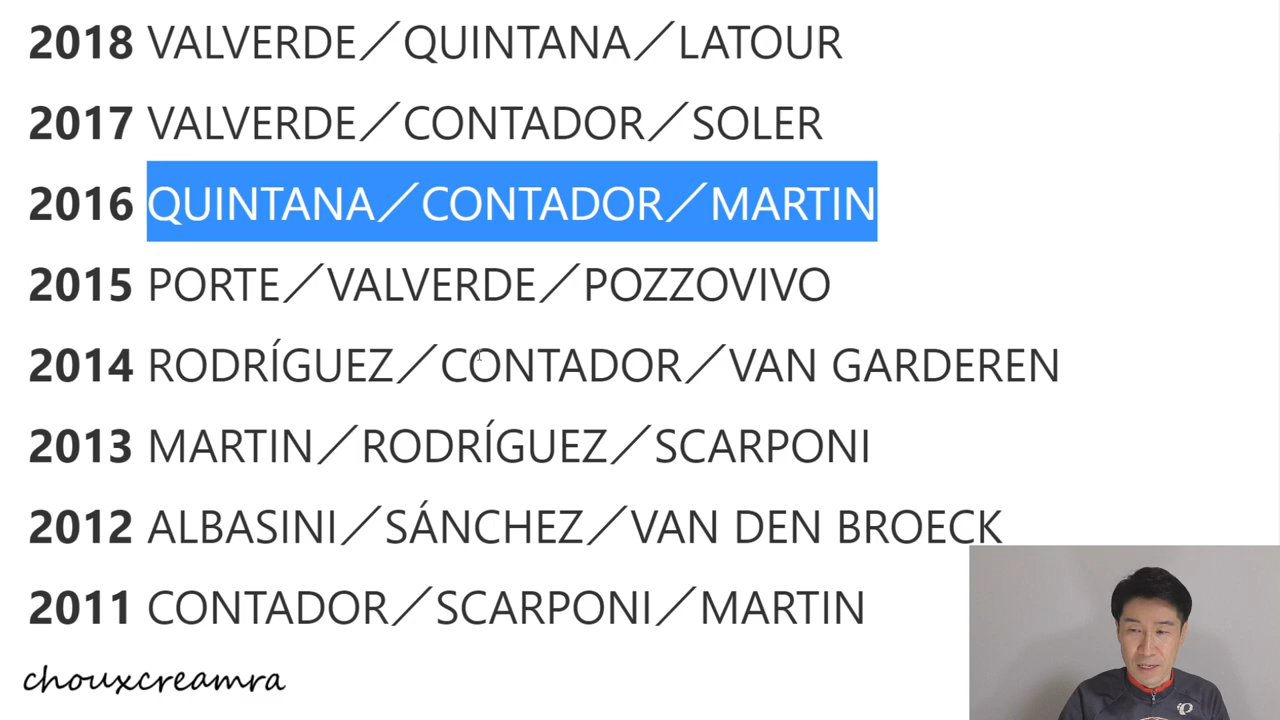 2018 VALVERDE／QUINTANA／LATOUR
2017 VALVERDE／CONTADOR／SOLER
2016 QUINTANA／CONTADOR／MARTIN
2015 PORTE／VALVERDE／POZZOVIVO
2014 RODRÍGUEZ／CONTADOR／VAN GARDEREN
2013 MARTIN／RODRÍGUEZ／SCARPONI
2012 ALBASINI／SÁNCHEZ／VAN DEN BROECK
2011 CONTADOR／SCARPONI／MARTIN
chouxcreamra